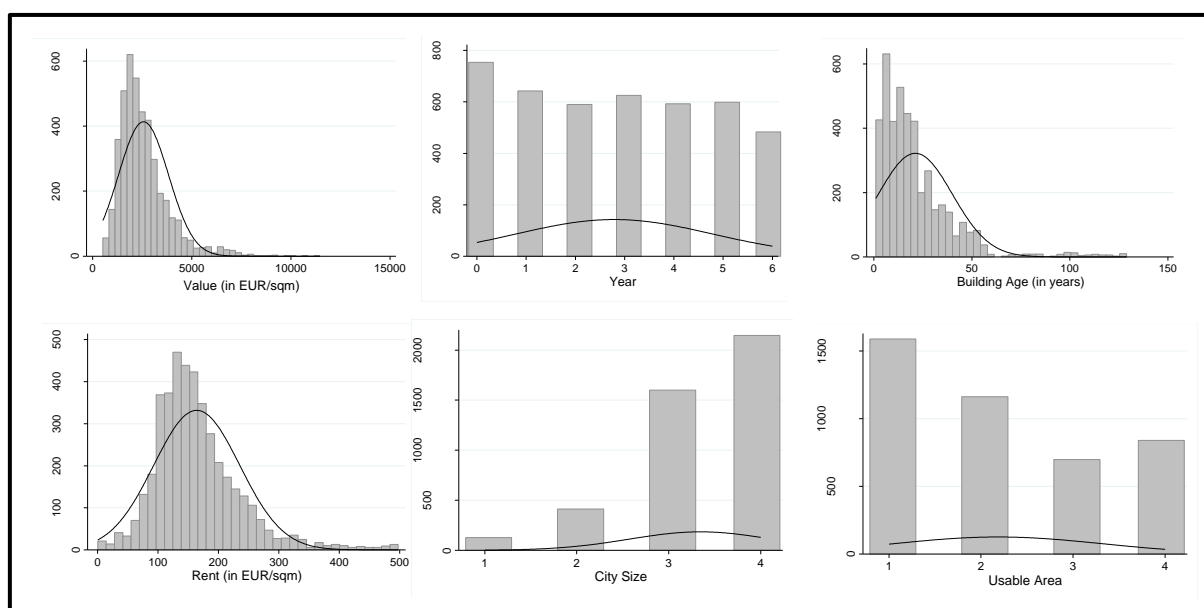 600
400
200
0
0 5000 10000 15000
Value (in EUR/sqm)
800
600
400
200
0
0 1 2 3 4 5 6
Year
600
400
200
0
0 50 100 150
Building Age (in years)
500
400
300
200
100
0
0 100 200 300 400 500
Rent (in EUR/sqm)
2000
1500
1000
500
0
1 2 3 4
City Size
1500
1000
500
0
1 2 3 4
Usable Area